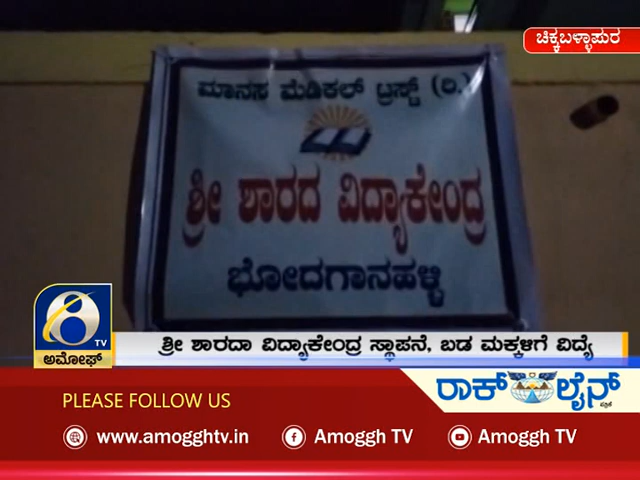 ಚಿಕ್ಕಬಳ್ಳಾಪುರ
ಮಾನಸ ಮೆಡಿಕಲ್ ಟ್ರಸ್ಟ್ (ರಿ.)
ಶ್ರೀ ಶಾರದ ವಿದ್ಯಾಕೇಂದ್ರ
ಭೋದಗಾನಹಳ್ಳಿ
TV
ಅಮೋಘ್
ಶ್ರೀ ಶಾರದಾ ವಿದ್ಯಾಕೇಂದ್ರ ಸ್ಥಾಪನೆ, ಬಡ ಮಕ್ಕಳಿಗೆ ವಿದ್ಯೆ
PLEASE FOLLOW US
ರಾಕ್ ಲೈನ್
www.amogghtv.in
Amoggh TV
Amoggh TV